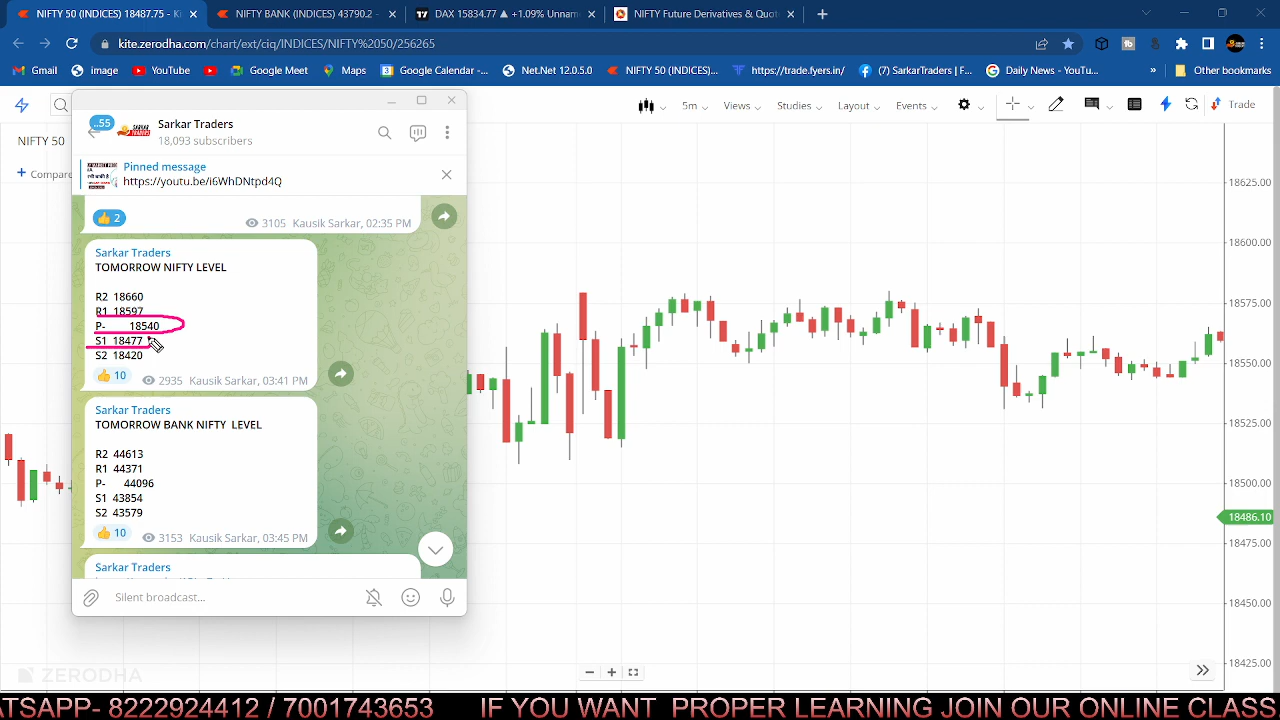 NIFTY 50 (INDICES) 18487.75 - Ki
NIFTY BANK (INDICES) 43790.2 -
DAX 15834.77 ▲ +1.09% Unnam
NIFTY Future Derivatives & Quot
kite.zerodha.com/chart/ext/ciq/INDICES/NIFTY%2050/256265
Gmail
image
YouTube
Google Meet
Maps
Google Calendar -...
Net.Net 12.0.5.0
NIFTY 50 (INDICES)...
https://trade.fyers.in/
(7) SarkarTraders | F...
Daily News - YouTu...
»
Other bookmarks
5m
Views
Studies
Layout
Events
Trade
NIFTY 50
+ Compare
..55
Sarkar Traders
18,093 subscribers
Pinned message
https://youtu.be/i6WhDNtpd4Q
👍 2
3105 Kausik Sarkar, 02:35 PM
Sarkar Traders
TOMORROW NIFTY LEVEL
R2 18660
R1 18597
P- 18540
S1 18477
S2 18420
👍 10
2935 Kausik Sarkar, 03:41 PM
Sarkar Traders
TOMORROW BANK NIFTY LEVEL
R2 44613
R1 44371
P- 44096
S1 43854
S2 43579
👍 10
3153 Kausik Sarkar, 03:45 PM
Sarkar Traders
Silent broadcast...
18625.00
18600.00
18575.00
18550.00
18525.00
18500.00
18486.10
18475.00
18450.00
18425.00
ZERODHA
ATSAPP- 8222924412 / 7001743653 IF YOU WANT PROPER LEARNING JOIN OUR ONLINE CLASS